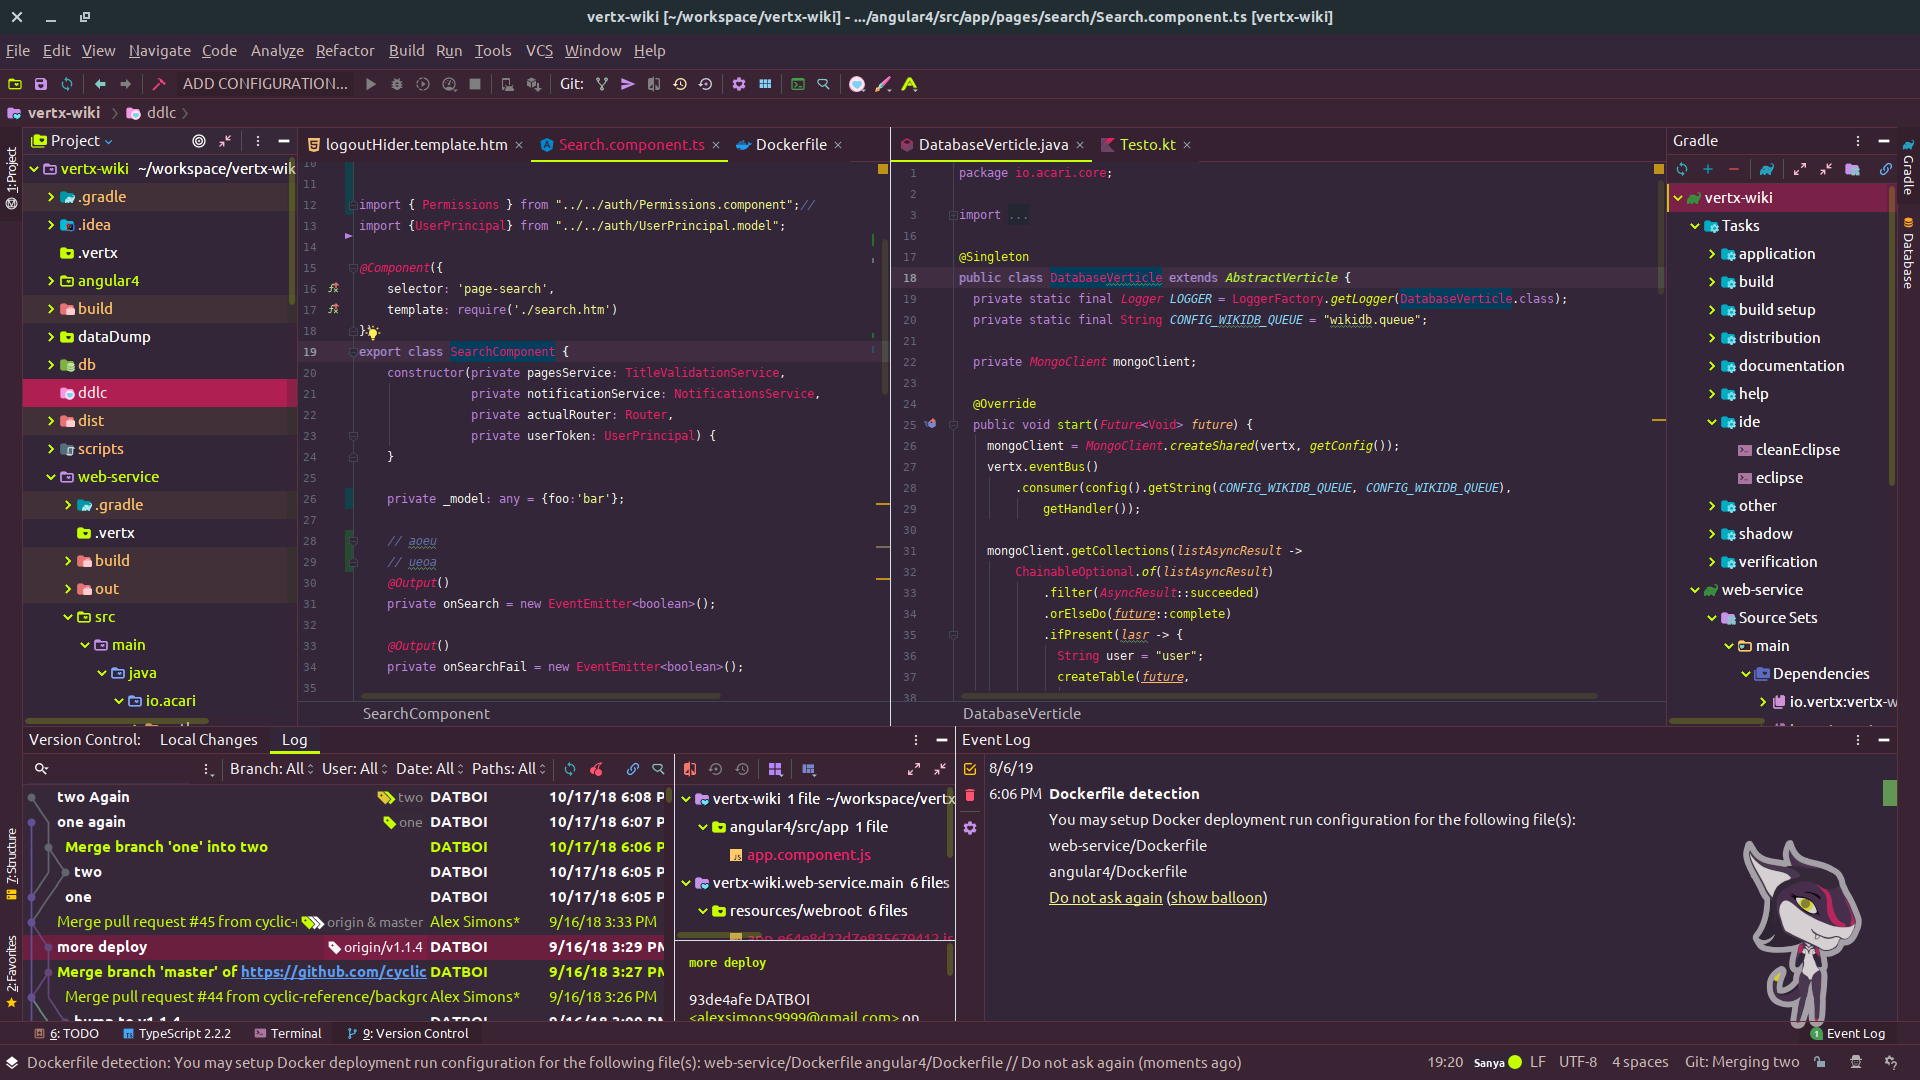 vertx-wiki [~/workspace/vertx-wiki] - .../angular4/src/app/pages/search/Search.component.ts [vertx-wiki]
File Edit View Navigate Code Analyze Refactor Build Run Tools VCS Window Help
ADD CONFIGURATION... Git:
vertx-wiki ddlc
1:Project
7:Structure
2:Favorites
Project
vertx-wiki ~/workspace/vertx-wik
.gradle
.idea
.vertx
angular4
build
dataDump
db
ddlc
dist
scripts
web-service
.gradle
.vertx
build
out
src
main
java
io.acari
logoutHider.template.htm Search.component.ts Dockerfile
10
11
12 import { Permissions } from "../../auth/Permissions.component";//
13 import {UserPrincipal} from "../../auth/UserPrincipal.model";
14
15 @Component({
16 selector: 'page-search',
17 template: require('./search.htm')
18 })
19 export class SearchComponent {
20 constructor(private pagesService: TitleValidationService,
21 private notificationService: NotificationsService,
22 private actualRouter: Router,
23 private userToken: UserPrincipal) {
24 }
25
26 private _model: any = {foo:'bar'};
27
28 // aoeu
29 // ueoa
30 @Output()
31 private onSearch = new EventEmitter<boolean>();
32
33 @Output()
34 private onSearchFail = new EventEmitter<boolean>();
35
SearchComponent
DatabaseVerticle.java Testo.kt
1 package io.acari.core;
2
3 import ...
16
17 @Singleton
18 public class DatabaseVerticle extends AbstractVerticle {
19 private static final Logger LOGGER = LoggerFactory.getLogger(DatabaseVerticle.class);
20 private static final String CONFIG_WIKIDB_QUEUE = "wikidb.queue";
21
22 private MongoClient mongoClient;
23
24 @Override
25 public void start(Future<Void> future) {
26 mongoClient = MongoClient.createShared(vertx, getConfig());
27 vertx.eventBus()
28 .consumer(config().getString(CONFIG_WIKIDB_QUEUE, CONFIG_WIKIDB_QUEUE),
29 getHandler());
30
31 mongoClient.getCollections(listAsyncResult ->
32 ChainableOptional.of(listAsyncResult)
33 .filter(AsyncResult::succeeded)
34 .orElseDo(future::complete)
35 .ifPresent(lasr -> {
36 String user = "user";
37 createTable(future,
38
DatabaseVerticle
Gradle
vertx-wiki
Tasks
application
build
build setup
distribution
documentation
help
ide
cleanEclipse
eclipse
other
shadow
verification
web-service
Source Sets
main
Dependencies
io.vertx:vertx-w
Gradle
Database
Version Control: Local Changes Log
Branch: All User: All Date: All Paths: All
two Again two DATBOI 10/17/18 6:08 P
one again one DATBOI 10/17/18 6:07 P
Merge branch 'one' into two DATBOI 10/17/18 6:06 P
two DATBOI 10/17/18 6:05 P
one DATBOI 10/17/18 6:05 P
Merge pull request #45 from cyclic-r origin & master Alex Simons* 9/16/18 3:33 PM
more deploy origin/v1.1.4 DATBOI 9/16/18 3:29 PM
Merge branch 'master' of https://github.com/cyclic DATBOI 9/16/18 3:27 PM
Merge pull request #44 from cyclic-reference/backgro Alex Simons* 9/16/18 3:26 PM
bump to v1.1.4 DATBOI 9/16/18 3:00 PM
vertx-wiki 1 file ~/workspace/vertx
angular4/src/app 1 file
app.component.js
vertx-wiki.web-service.main 6 files
resources/webroot 6 files
app.e64e8d22d7e835679412.js
more deploy
93de4afe DATBOI
<alexsimons9999@gmail.com> on
Event Log
8/6/19
6:06 PM Dockerfile detection
You may setup Docker deployment run configuration for the following file(s):
web-service/Dockerfile
angular4/Dockerfile
Do not ask again (show balloon)
6: TODO TypeScript 2.2.2 Terminal 9: Version Control 1 Event Log
Dockerfile detection: You may setup Docker deployment run configuration for the following file(s): web-service/Dockerfile angular4/Dockerfile // Do not ask again (moments ago) 19:20 Sanya LF UTF-8 4 spaces Git: Merging two